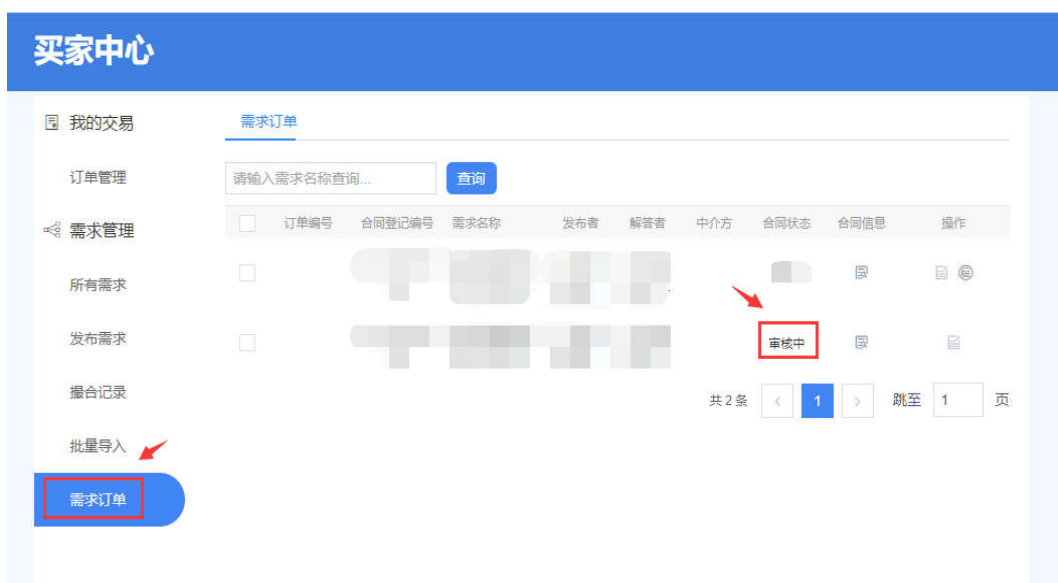 买家中心
我的交易
订单管理
需求管理
所有需求
发布需求
撮合记录
批量导入
需求订单
需求订单
请输入需求名称查询... 查询
订单编号 合同登记编号 需求名称 发布者 解答者 中介方 合同状态 合同信息 操作
审核中
共 2 条 < 1 > 跳至 1 页